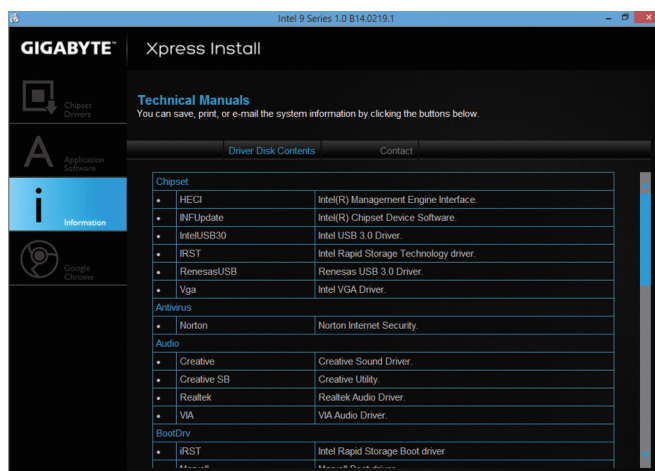 Intel 9 Series 1.0 B14.0219.1
GIGABYTE™ Xpress Install
Chipset
Drivers
Application
Software
Information
Google
Chrome
Technical Manuals
You can save, print, or e-mail the system information by clicking the buttons below.
Driver Disk Contents Contact
Chipset
• HECI Intel(R) Management Engine Interface.
• INFUpdate Intel(R) Chipset Device Software.
• IntelUSB30 Intel USB 3.0 Driver.
• IRST Intel Rapid Storage Technology driver.
• RenesasUSB Renesas USB 3.0 Driver.
• Vga Intel VGA Driver.
Antivirus
• Norton Norton Internet Security.
Audio
• Creative Creative Sound Driver.
• Creative SB Creative Utility.
• Realtek Realtek Audio Driver.
• VIA VIA Audio Driver.
BootDrv
• iRST Intel Rapid Storage Boot driver
• Marvell Marvell Boot driver